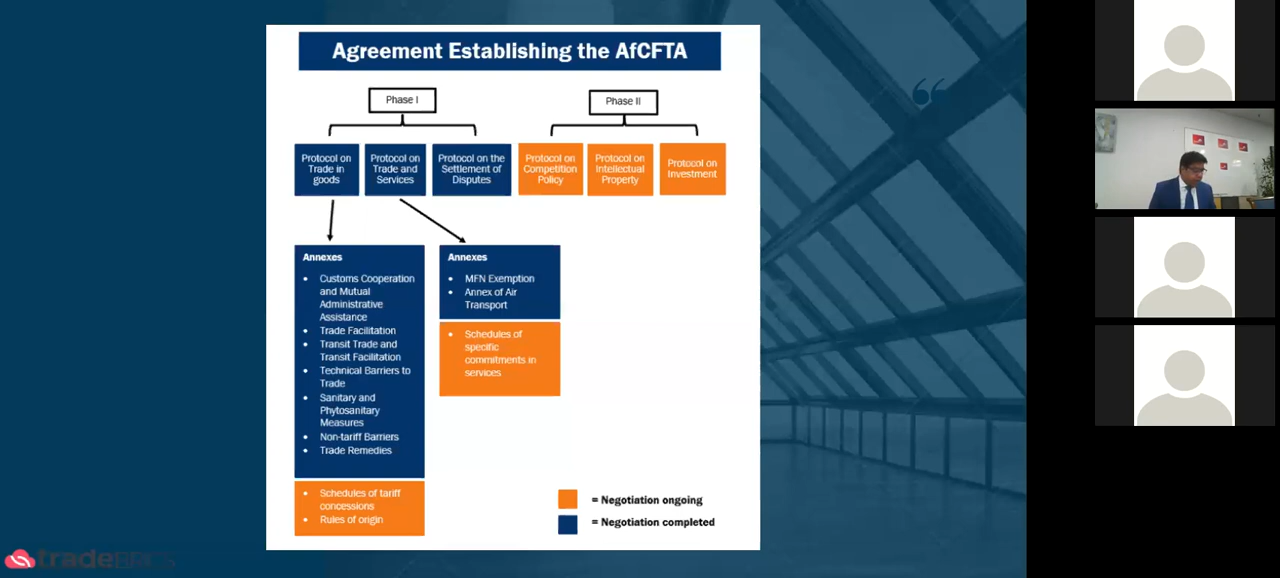 Agreement Establishing the AfCFTA
Phase I
Phase II
Protocol on
Trade in
goods
Protocol on
Trade and
Services
Protocol on the
Settlement of
Disputes
Protocol on
Competition
Policy
Protocol on
Intellectual
Property
Protocol on
Investment
Annexes
• Customs Cooperation
and Mutual
Administrative
Assistance
• Trade Facilitation
• Transit Trade and
Transit Facilitation
• Technical Barriers to
Trade
• Sanitary and
Phytosanitary
Measures
• Non-tariff Barriers
• Trade Remedies
• Schedules of tariff
concessions
• Rules of origin
Annexes
• MFN Exemption
• Annex of Air
Transport
• Schedules of
specific
commitments in
services
= Negotiation ongoing
= Negotiation completed